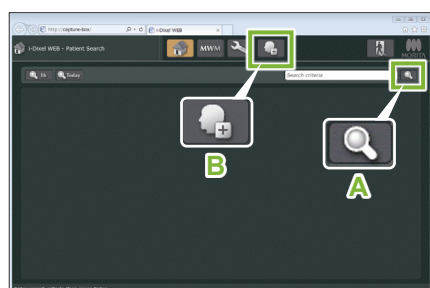 http://capture-box/
i-Dixel WEB
i-Dixel WEB - Patient Search
MWM
MORITA
1h
Today
Search criteria
B
A